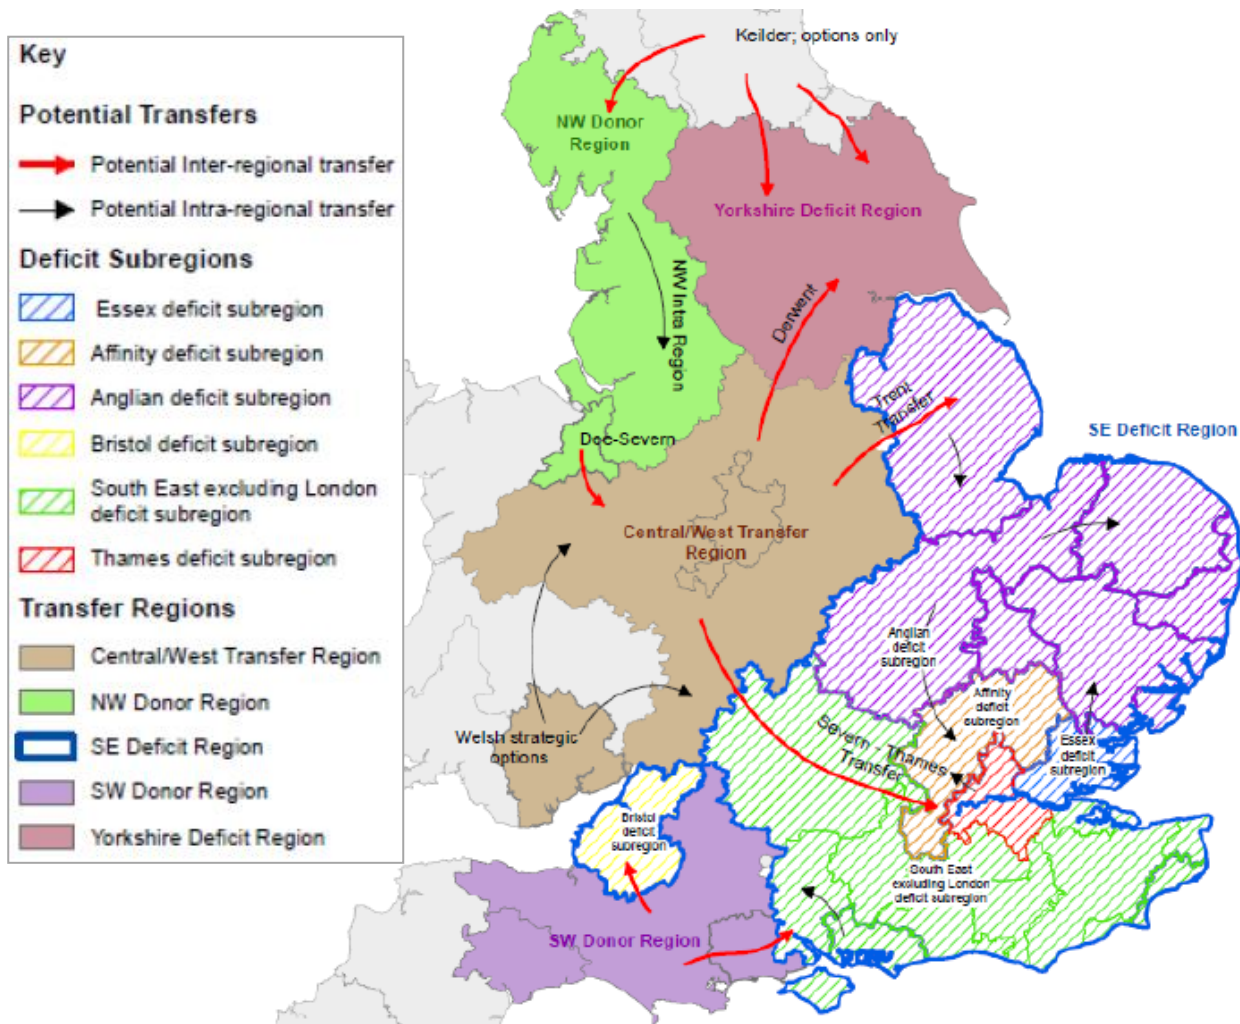 Key
Potential Transfers
Potential Inter-regional transfer
Potential Intra-regional transfer
Deficit Subregions
Essex deficit subregion
Affinity deficit subregion
Anglian deficit subregion
Bristol deficit subregion
South East excluding London
deficit subregion
Thames deficit subregion
Transfer Regions
Central/West Transfer Region
NW Donor Region
SE Deficit Region
SW Donor Region
Yorkshire Deficit Region
Keilder; options only
NW Donor
Region
Yorkshire Deficit Region
NW Intra Region
Derwent
Trent
Transfer
SE Deficit Region
Dee-Severn
Central/West Transfer
Region
Anglian
deficit
subregion
Affinity
deficit
subregion
Essex
deficit
subregion
Severn - Thames
Transfer
Welsh strategic
options
Bristol
deficit
subregion
South East
excluding London
deficit subregion
SW Donor Region